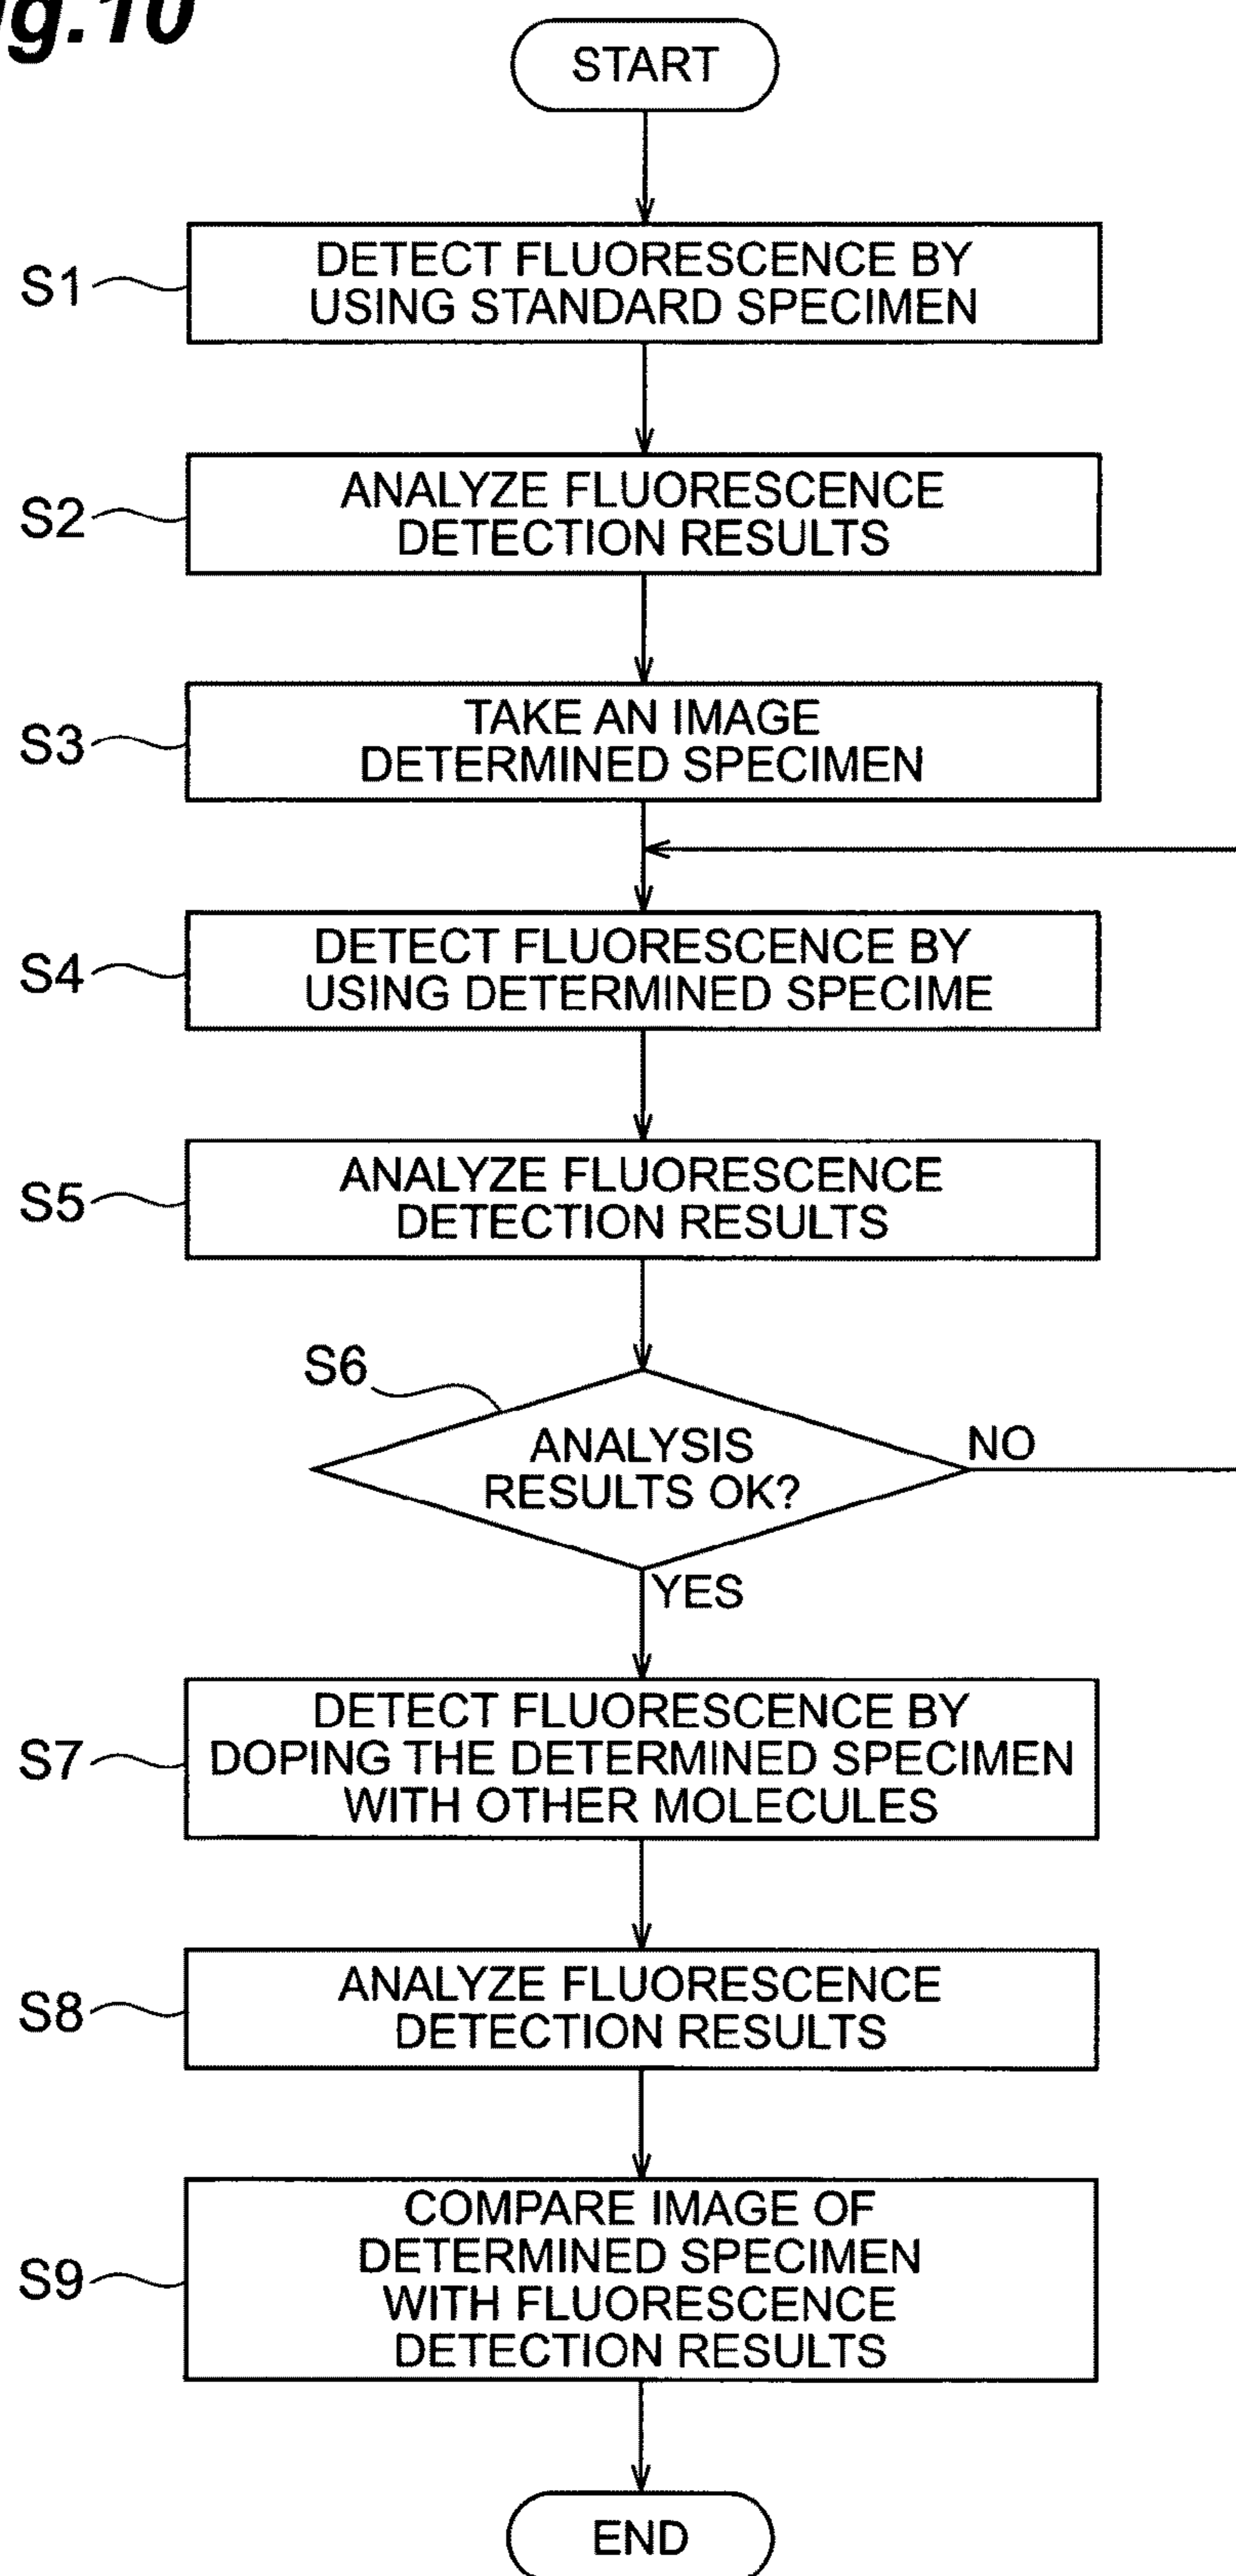 ig.10
START
S1
DETECT FLUORESCENCE BY
USING STANDARD SPECIMEN
S2
ANALYZE FLUORESCENCE
DETECTION RESULTS
S3
TAKE AN IMAGE
DETERMINED SPECIMEN
S4
DETECT FLUORESCENCE BY
USING DETERMINED SPECIME
S5
ANALYZE FLUORESCENCE
DETECTION RESULTS
S6
ANALYSIS
RESULTS OK?
NO
YES
S7
DETECT FLUORESCENCE BY
DOPING THE DETERMINED SPECIMEN
WITH OTHER MOLECULES
S8
ANALYZE FLUORESCENCE
DETECTION RESULTS
S9
COMPARE IMAGE OF
DETERMINED SPECIMEN
WITH FLUORESCENCE
DETECTION RESULTS
END